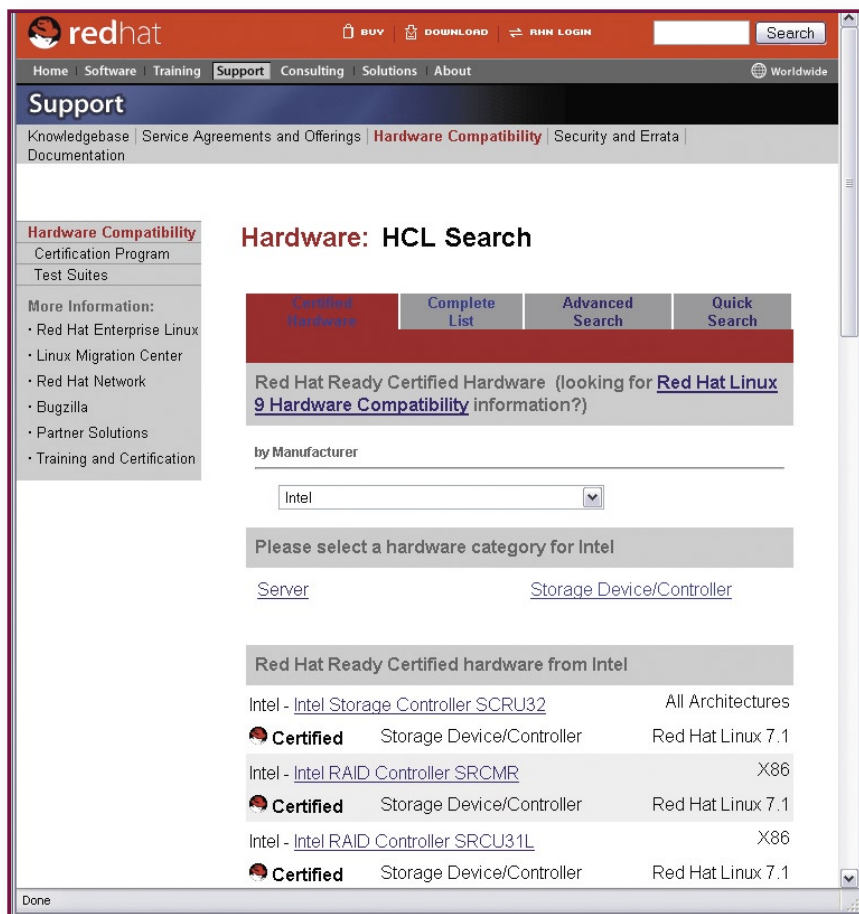 redhat
BUY | DOWNLOAD | RHN LOGIN
Search
Home | Software | Training | Support | Consulting | Solutions | About
Worldwide
Support
Knowledgebase | Service Agreements and Offerings | Hardware Compatibility | Security and Errata |
Documentation
Hardware Compatibility
Certification Program
Test Suites
More Information:
· Red Hat Enterprise Linux
· Linux Migration Center
· Red Hat Network
· Bugzilla
· Partner Solutions
· Training and Certification
Hardware: HCL Search
Certified
Hardware
Complete
List
Advanced
Search
Quick
Search
Red Hat Ready Certified Hardware (looking for Red Hat Linux
9 Hardware Compatibility information?)
by Manufacturer
Intel
Please select a hardware category for Intel
Server
Storage Device/Controller
Red Hat Ready Certified hardware from Intel
Intel - Intel Storage Controller SCRU32 All Architectures
Certified Storage Device/Controller Red Hat Linux 7.1
Intel - Intel RAID Controller SRCMR X86
Certified Storage Device/Controller Red Hat Linux 7.1
Intel - Intel RAID Controller SRCU31L X86
Certified Storage Device/Controller Red Hat Linux 7.1
Done